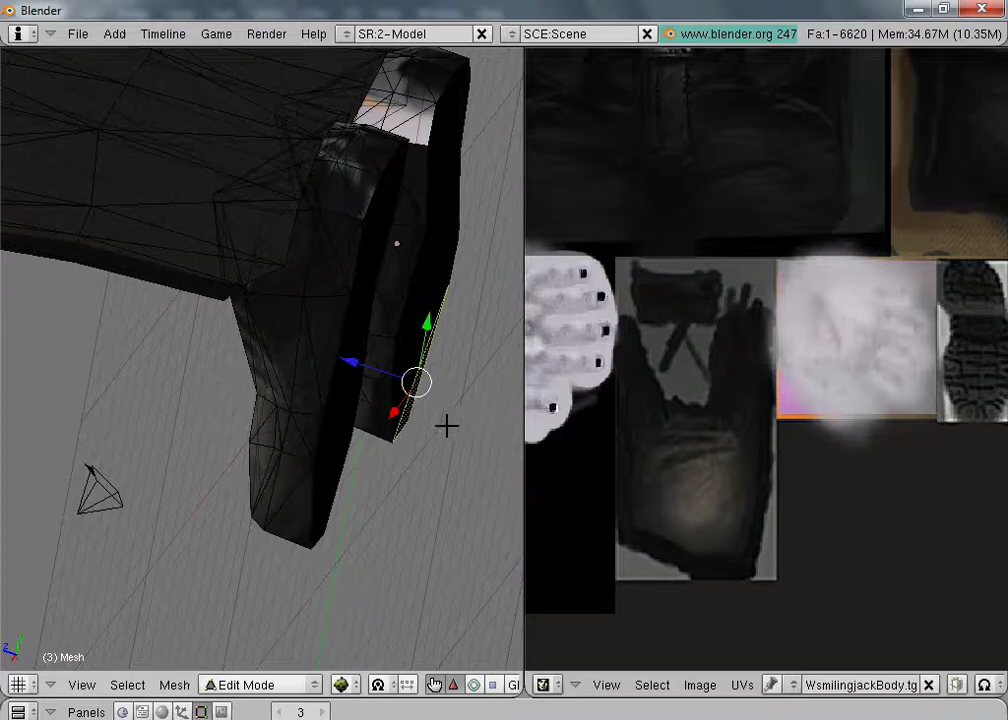 Blender
File Add Timeline Game Render Help SR:2-Model SCE:Scene www.blender.org 247 Fa:1-6620 | Mem:34.67M (10.35M)
(3) Mesh
View Select Mesh Edit Mode Gl View Select Image UVs WsmilingjackBody.tg
Panels 3